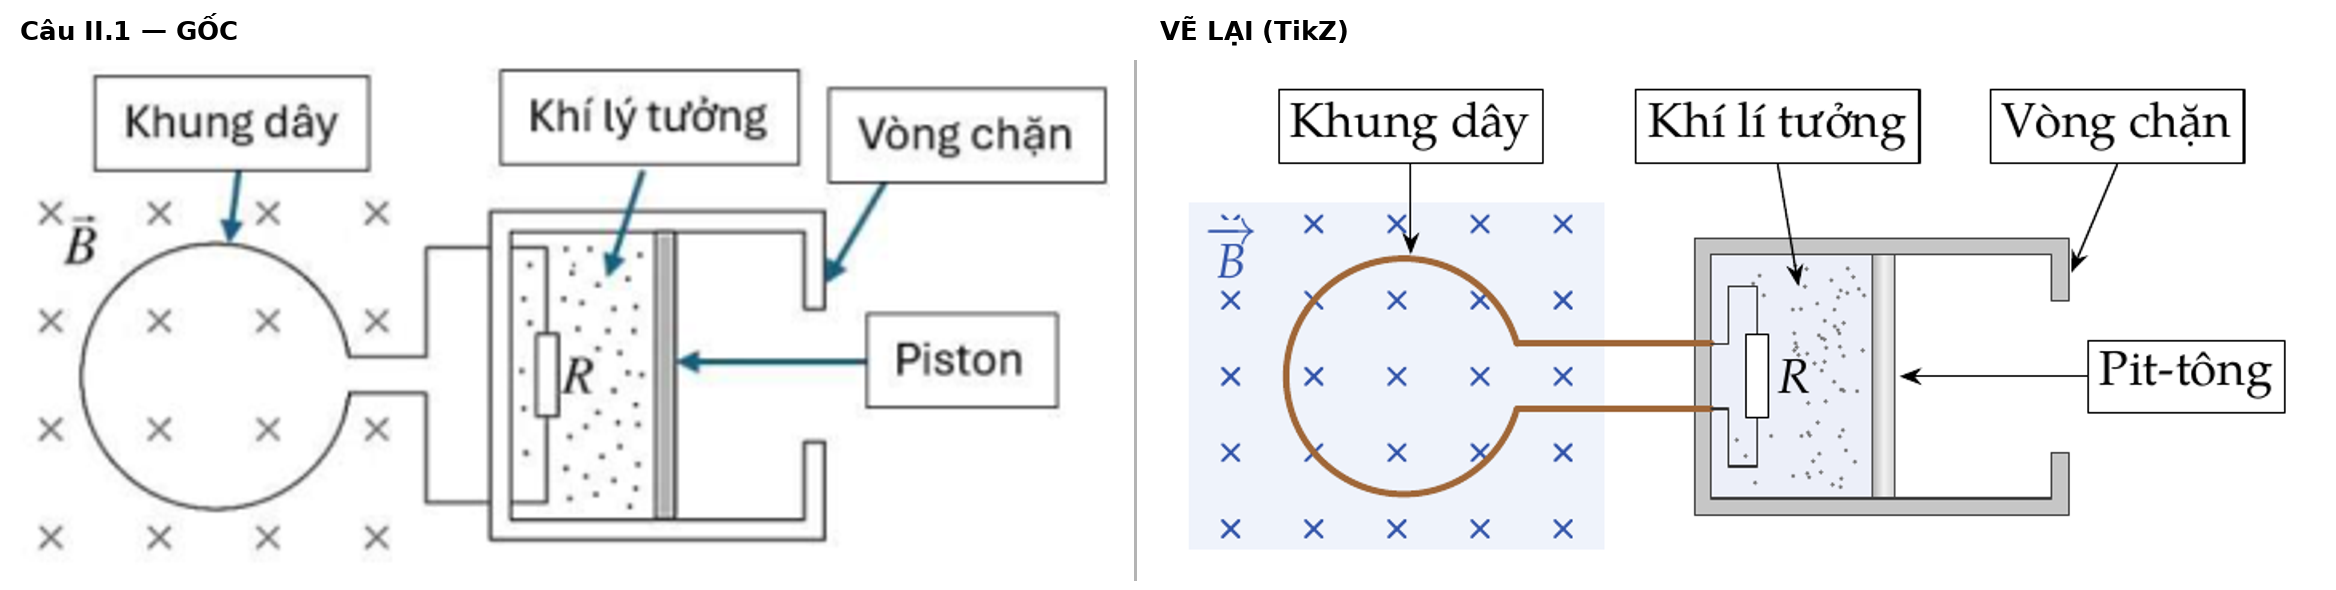 Câu II.1 — GỐC
Khung dây
Khí lý tưởng
Vòng chặn
B
R
Piston
VẼ LẠI (TikZ)
Khung dây
Khí lí tưởng
Vòng chặn
B
R
Pit-tông